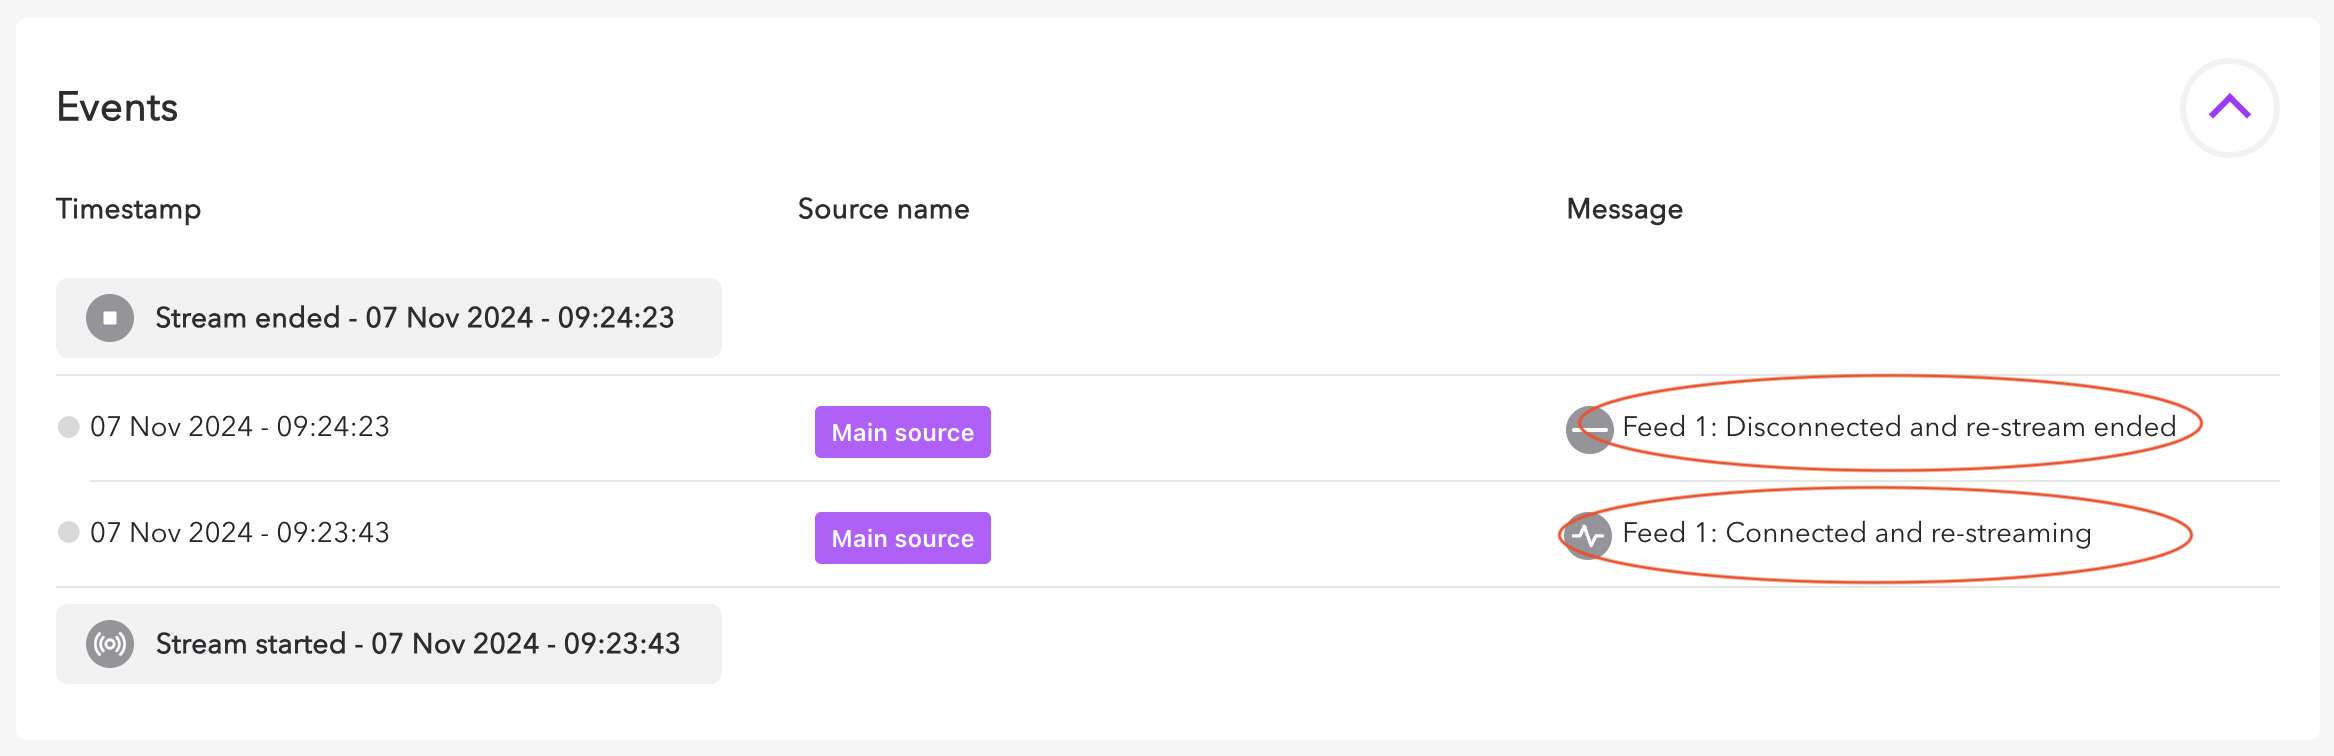 Events
Timestamp Source name Message
Stream ended - 07 Nov 2024 - 09:24:23
07 Nov 2024 - 09:24:23 Main source Feed 1: Disconnected and re-stream ended
07 Nov 2024 - 09:23:43 Main source Feed 1: Connected and re-streaming
Stream started - 07 Nov 2024 - 09:23:43